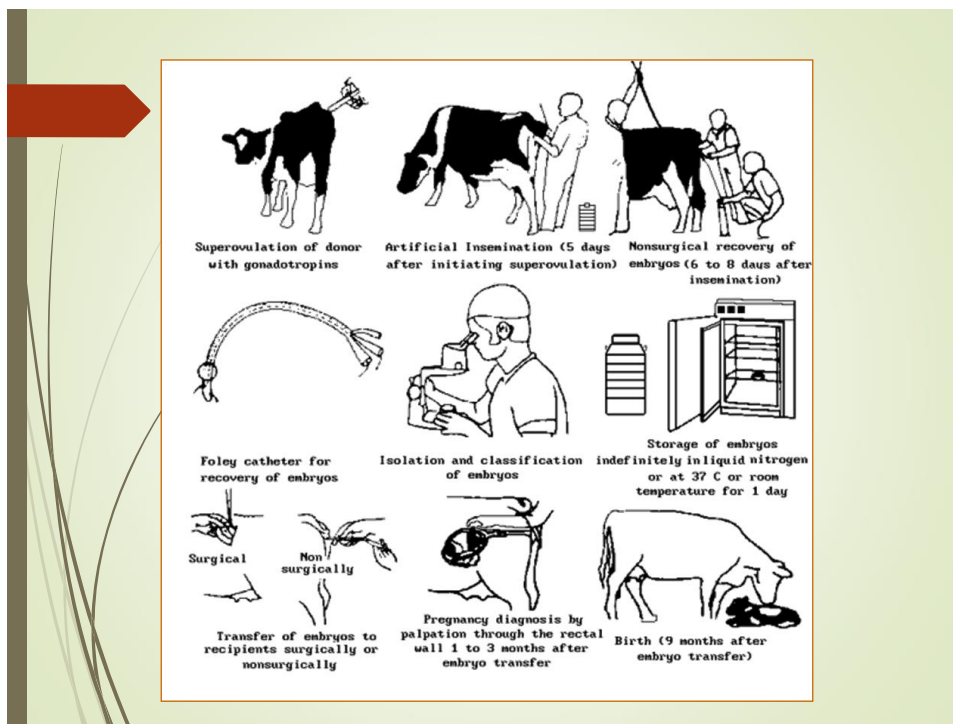 Superovulation of donor
with gonadotropins
Artificial Insemination (5 days
after initiating superovulation)
Nonsurgical recovery of
embryos (6 to 8 days after
insemination)
Foley catheter for
recovery of embryos
Isolation and classification
of embryos
Storage of embryos
indefinitely in liquid nitrogen
or at 37 C or room
temperature for 1 day
Surgical
Non
surgically
Transfer of embryos to
recipients surgically or
nonsurgically
Pregnancy diagnosis by
palpation through the rectal
wall 1 to 3 months after
embryo transfer
Birth (9 months after
embryo transfer)